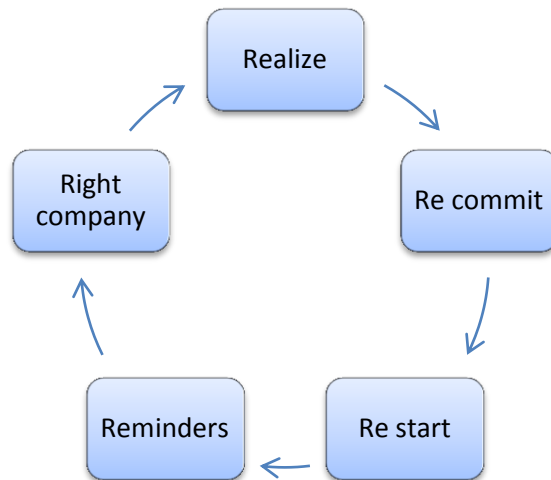 Realize
Re commit
Re start
Reminders
Right
company